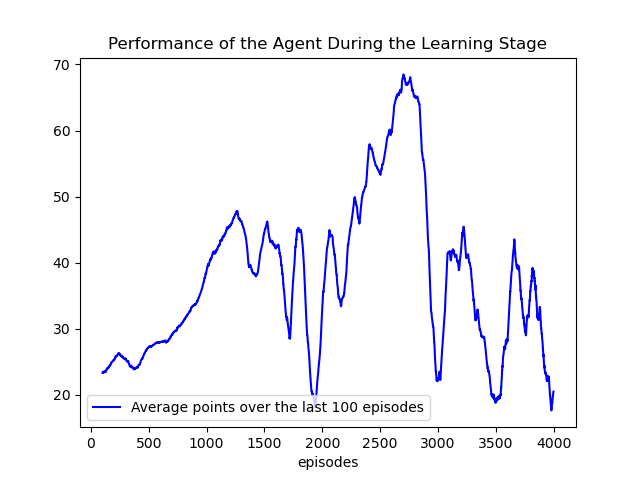 Performance of the Agent During the Learning Stage
70
60
50
40
30
20
Average points over the last 100 episodes
0 500 1000 1500 2000 2500 3000 3500 4000
episodes